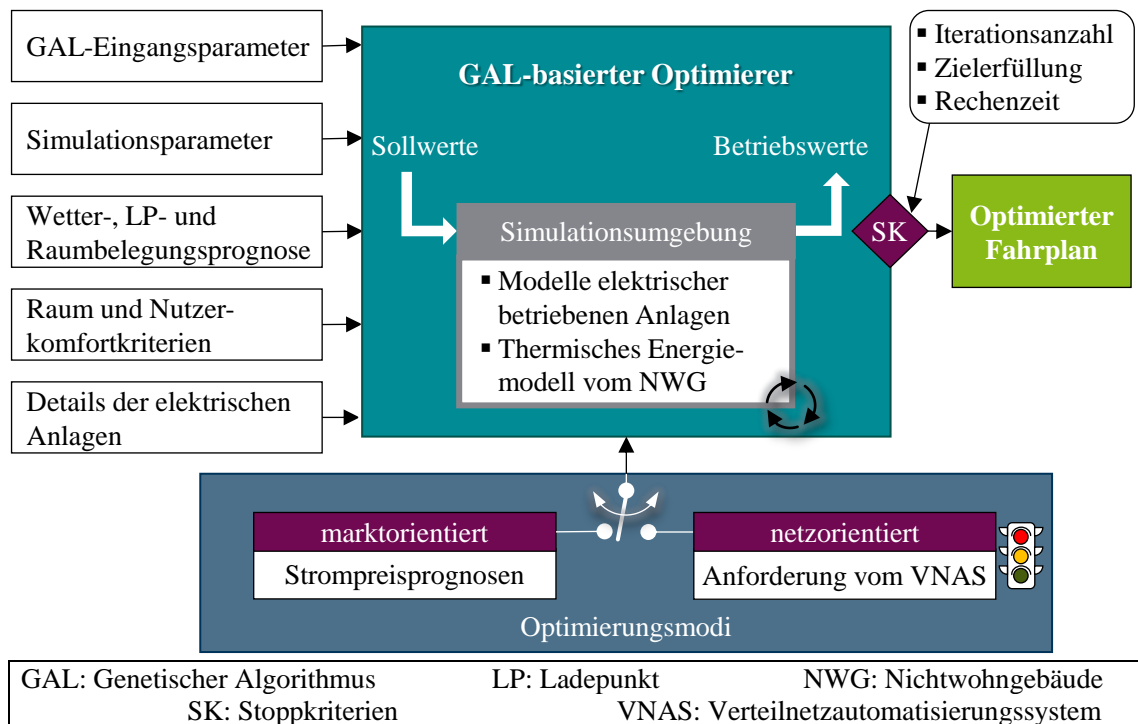 GAL-Eingangsparameter
Simulationsparameter
Wetter-, LP- und
Raumbelegungsprognose
Raum und Nutzer-
komfortkriterien
Details der elektrischen
Anlagen
GAL-basierter Optimierer
Sollwerte
Betriebswerte
Simulationsumgebung
▪ Modelle elektrischer
betriebenen Anlagen
▪ Thermisches Energie-
modell vom NWG
▪ Iterationsanzahl
▪ Zielerfüllung
▪ Rechenzeit
SK
Optimierter
Fahrplan
marktorientiert
Strompreisprognosen
netzorientiert
Anforderung vom VNAS
Optimierungsmodi
GAL: Genetischer Algorithmus LP: Ladepunkt NWG: Nichtwohngebäude
SK: Stoppkriterien VNAS: Verteilnetzautomatisierungssystem